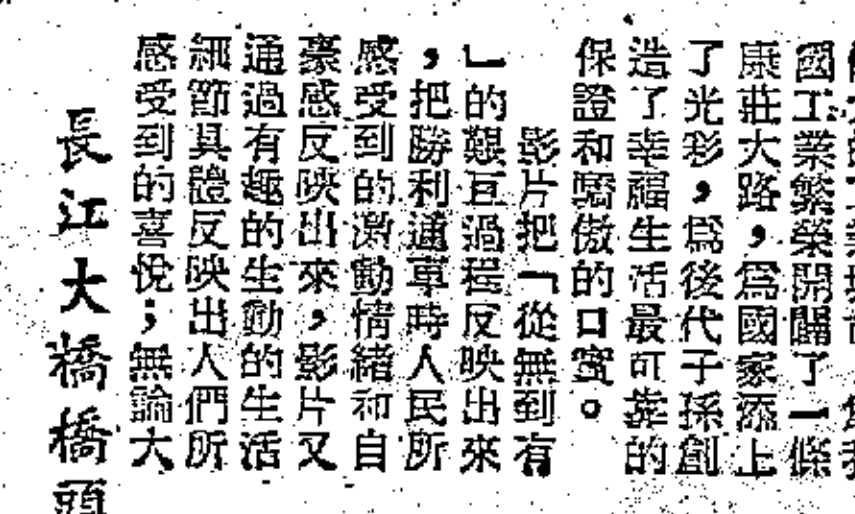 國工業繁榮開闢了一條
康莊大路，爲國家添上
了光彩，爲後代子孫創
造了幸福生活最可靠的
保證和驕傲的口蜜。
影片把「從無到有
」的艱亘過程反映出來
，把勝利通車時人民所
感受到的激動情緒和自
豪感反映出來，影片又
通過有趣的生動的生活
細節具體反映出人們所
感受到的喜悅；無論大
長江大橋橋頭